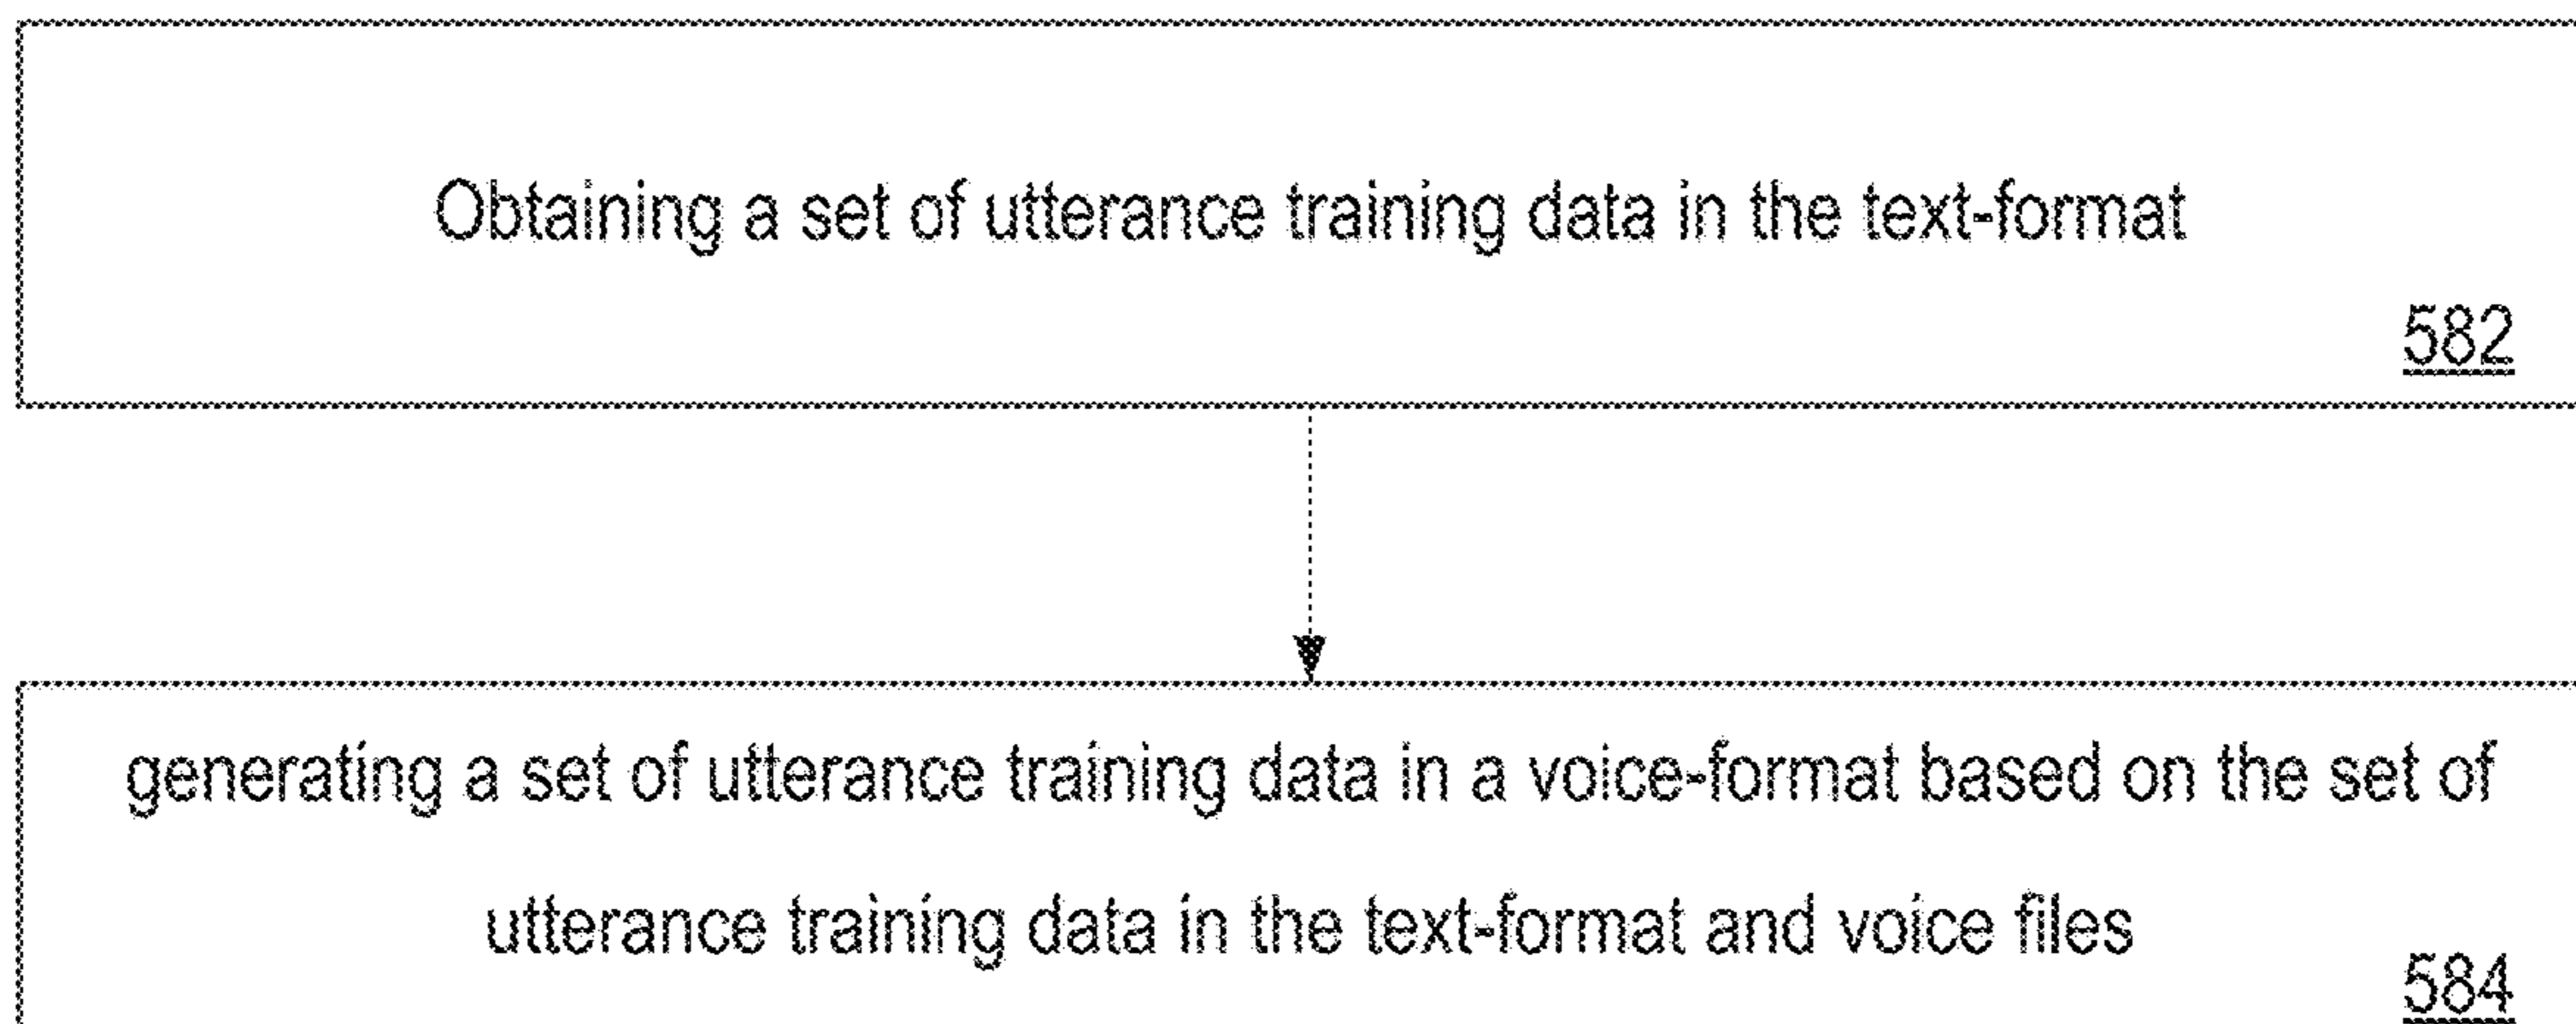 Obtaining a set of utterance training data in the text-format
582
generating a set of utterance training data in a voice-format based on the set of
utterance training data in the text-format and voice files
584